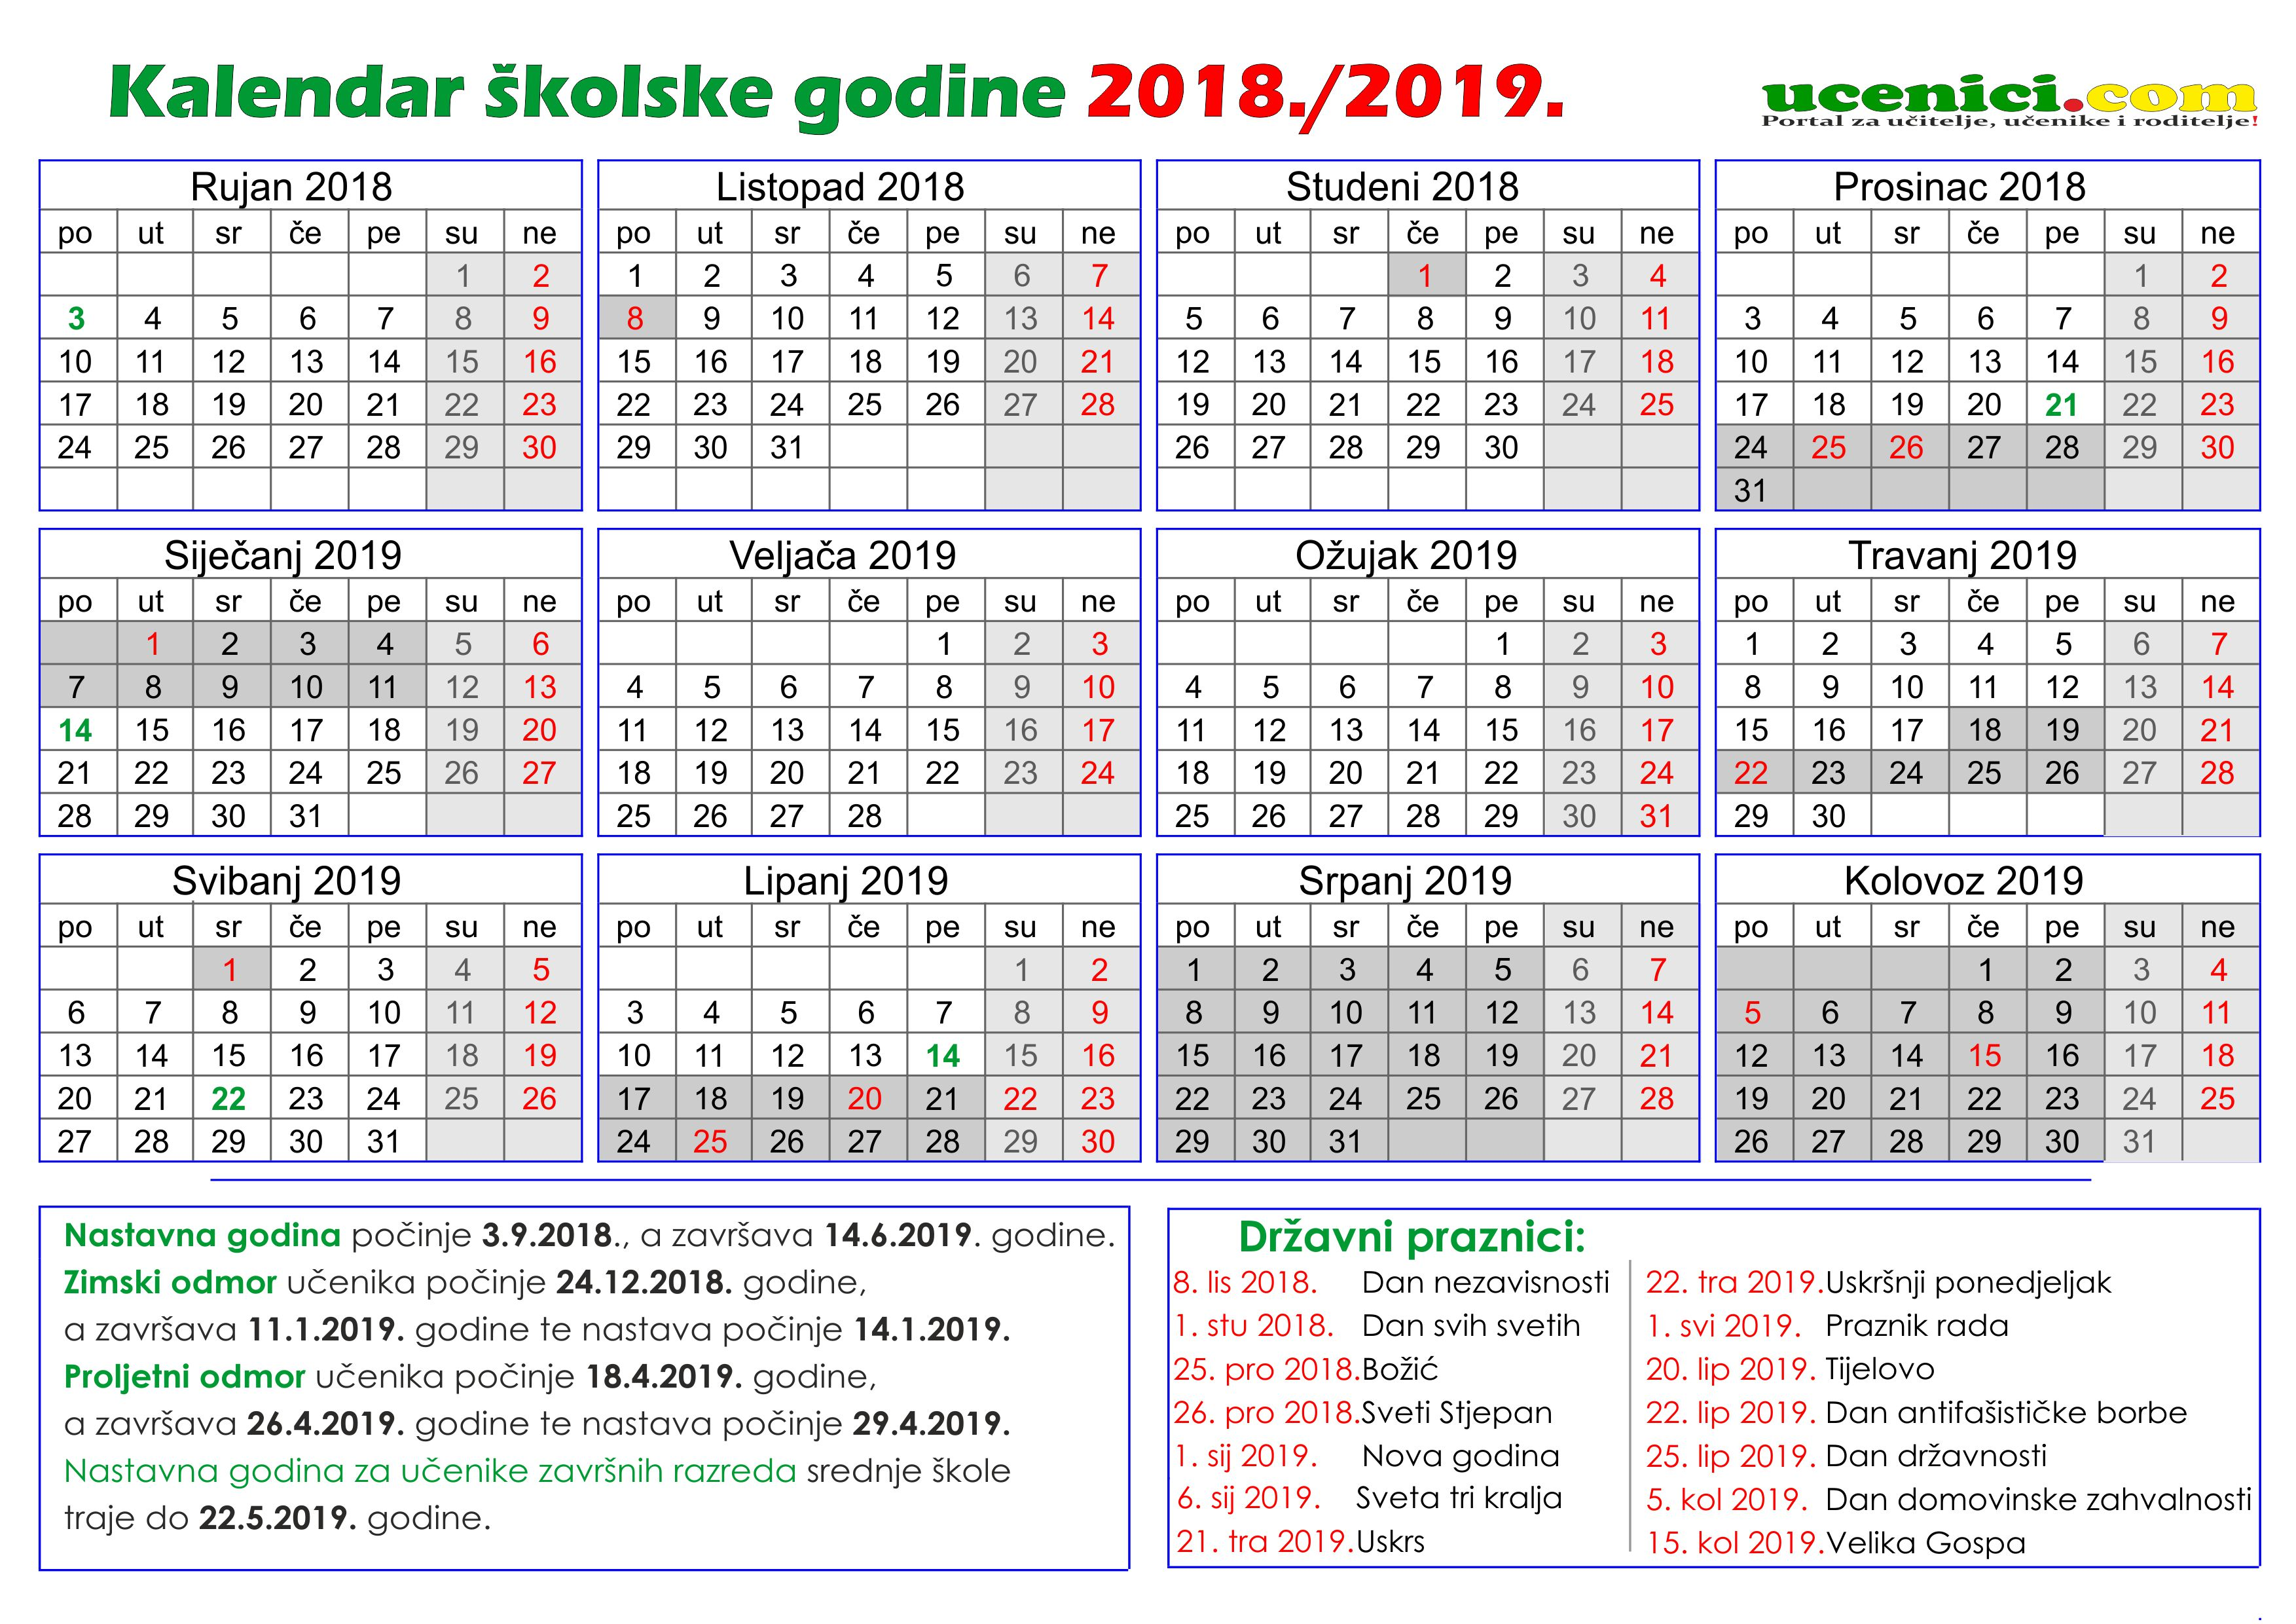 Kalendar školske godine 2018./2019.
ucenici.com
Portal za učitelje, učenike i roditelje!
Rujan 2018
po ut sr če pe su ne
1 2
3 4 5 6 7 8 9
10 11 12 13 14 15 16
17 18 19 20 21 22 23
24 25 26 27 28 29 30
Listopad 2018
po ut sr če pe su ne
1 2 3 4 5 6 7
8 9 10 11 12 13 14
15 16 17 18 19 20 21
22 23 24 25 26 27 28
29 30 31
Studeni 2018
po ut sr če pe su ne
1 2 3 4
5 6 7 8 9 10 11
12 13 14 15 16 17 18
19 20 21 22 23 24 25
26 27 28 29 30
Prosinac 2018
po ut sr če pe su ne
1 2
3 4 5 6 7 8 9
10 11 12 13 14 15 16
17 18 19 20 21 22 23
24 25 26 27 28 29 30
31
Siječanj 2019
po ut sr če pe su ne
1 2 3 4 5 6
7 8 9 10 11 12 13
14 15 16 17 18 19 20
21 22 23 24 25 26 27
28 29 30 31
Veljača 2019
po ut sr če pe su ne
1 2 3
4 5 6 7 8 9 10
11 12 13 14 15 16 17
18 19 20 21 22 23 24
25 26 27 28
Ožujak 2019
po ut sr če pe su ne
1 2 3
4 5 6 7 8 9 10
11 12 13 14 15 16 17
18 19 20 21 22 23 24
25 26 27 28 29 30 31
Travanj 2019
po ut sr če pe su ne
1 2 3 4 5 6 7
8 9 10 11 12 13 14
15 16 17 18 19 20 21
22 23 24 25 26 27 28
29 30
Svibanj 2019
po ut sr če pe su ne
1 2 3 4 5
6 7 8 9 10 11 12
13 14 15 16 17 18 19
20 21 22 23 24 25 26
27 28 29 30 31
Lipanj 2019
po ut sr če pe su ne
1 2
3 4 5 6 7 8 9
10 11 12 13 14 15 16
17 18 19 20 21 22 23
24 25 26 27 28 29 30
Srpanj 2019
po ut sr če pe su ne
1 2 3 4 5 6 7
8 9 10 11 12 13 14
15 16 17 18 19 20 21
22 23 24 25 26 27 28
29 30 31
Kolovoz 2019
po ut sr če pe su ne
1 2 3 4
5 6 7 8 9 10 11
12 13 14 15 16 17 18
19 20 21 22 23 24 25
26 27 28 29 30 31
Nastavna godina počinje 3.9.2018., a završava 14.6.2019. godine.
Zimski odmor učenika počinje 24.12.2018. godine,
a završava 11.1.2019. godine te nastava počinje 14.1.2019.
Proljetni odmor učenika počinje 18.4.2019. godine,
a završava 26.4.2019. godine te nastava počinje 29.4.2019.
Nastavna godina za učenike završnih razreda srednje škole
traje do 22.5.2019. godine.
Državni praznici:
8. lis 2018. Dan nezavisnosti
1. stu 2018. Dan svih svetih
25. pro 2018. Božić
26. pro 2018. Sveti Stjepan
1. sij 2019. Nova godina
6. sij 2019. Sveta tri kralja
21. tra 2019. Uskrs
22. tra 2019. Uskršnji ponedjeljak
1. svi 2019. Praznik rada
20. lip 2019. Tijelovo
22. lip 2019. Dan antifašističke borbe
25. lip 2019. Dan državnosti
5. kol 2019. Dan domovinske zahvalnosti
15. kol 2019. Velika Gospa